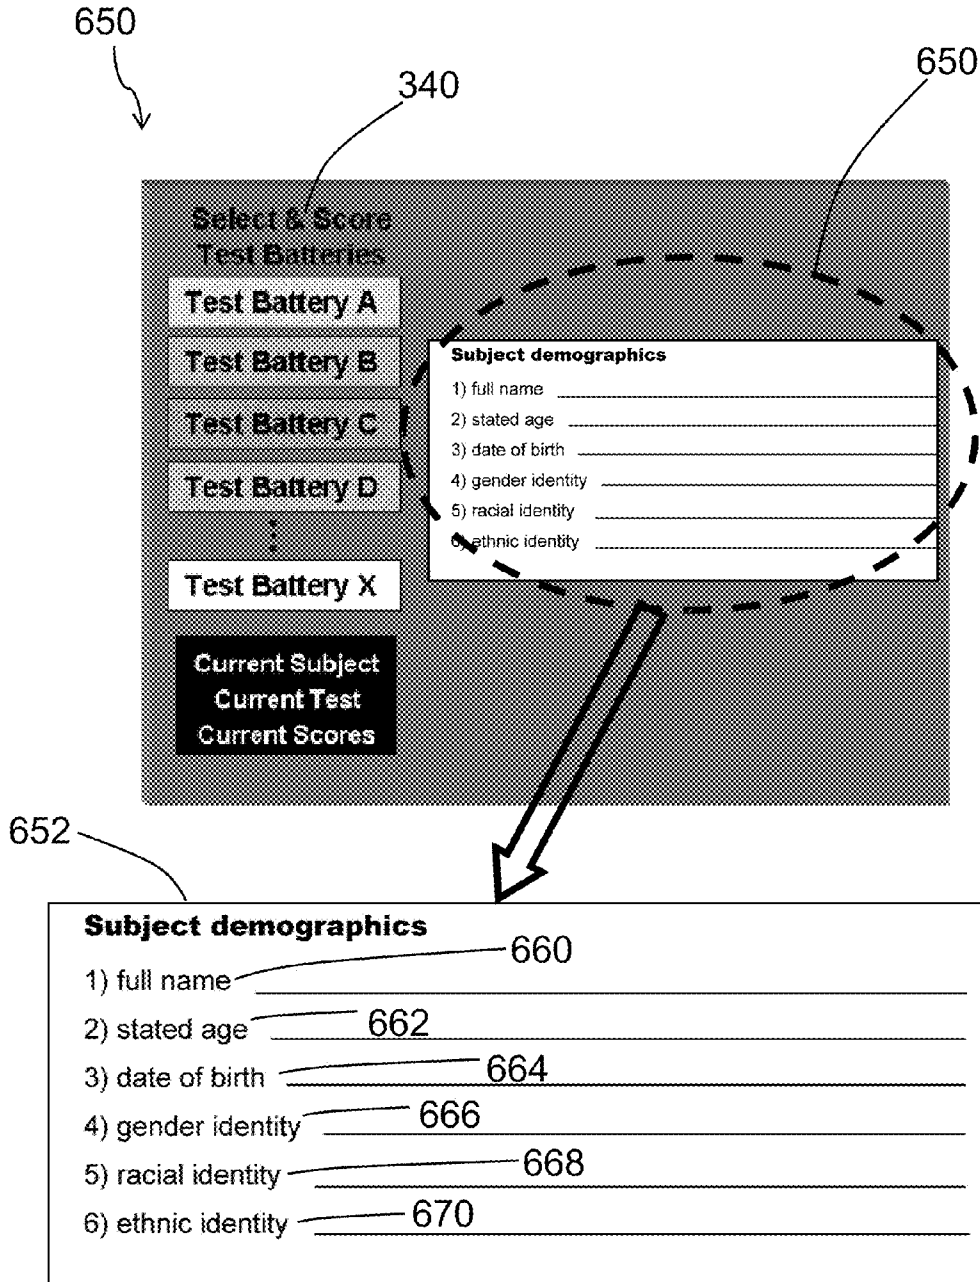 650
650
340
Select & Score
Test Batteries
Test Battery A
Test Battery B
Test Battery C
Test Battery D
Test Battery X
Current Subject
Current Test
Current Scores
Subject demographics
1) full name
2) stated age
3) date of birth
4) gender identity
5) racial identity
6) ethnic identity
652
Subject demographics
1) full name 660
2) stated age 662
3) date of birth 664
4) gender identity 666
5) racial identity 668
6) ethnic identity 670